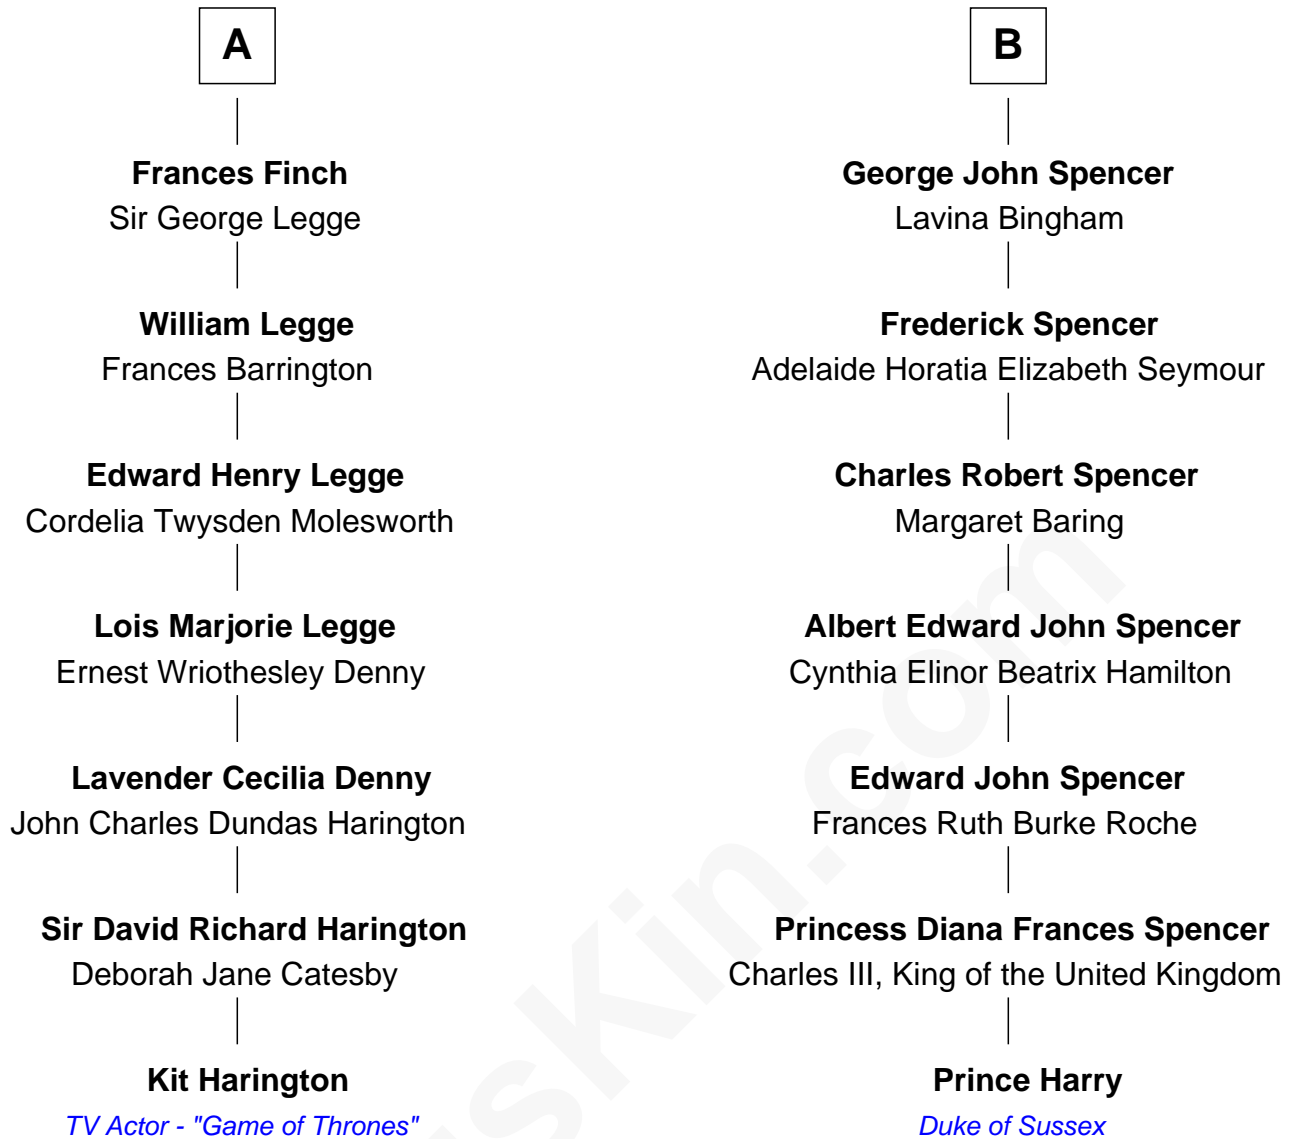 A
Frances Finch
Sir George Legge
William Legge
Frances Barrington
Edward Henry Legge
Cordelia Twysden Molesworth
Lois Marjorie Legge
Ernest Wriothesley Denny
Lavender Cecilia Denny
John Charles Dundas Harington
Sir David Richard Harington
Deborah Jane Catesby
Kit Harington
TV Actor - "Game of Thrones"
B
George John Spencer
Lavina Bingham
Frederick Spencer
Adelaide Horatia Elizabeth Seymour
Charles Robert Spencer
Margaret Baring
Albert Edward John Spencer
Cynthia Elinor Beatrix Hamilton
Edward John Spencer
Frances Ruth Burke Roche
Princess Diana Frances Spencer
Charles III, King of the United Kingdom
Prince Harry
Duke of Sussex